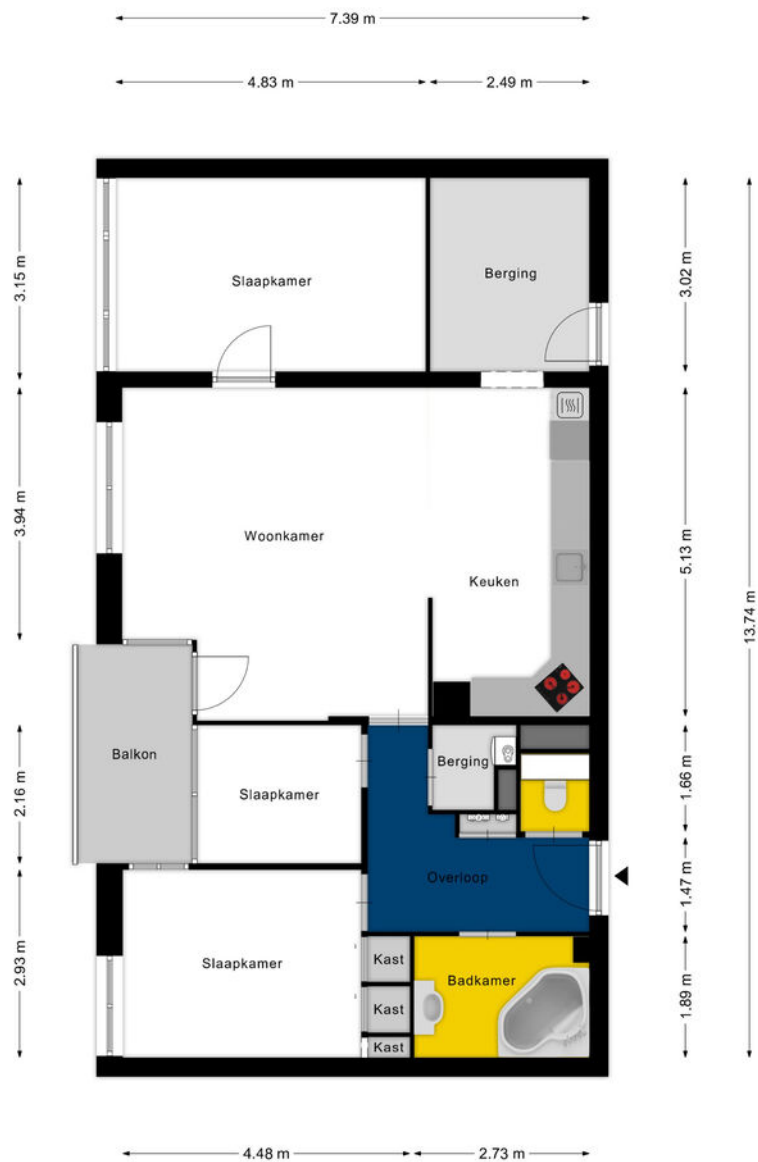 7.39 m
4.83 m
2.49 m
3.15 m
3.02 m
Slaapkamer
Berging
3.94 m
5.13 m
13.74 m
Woonkamer
Keuken
Balkon
Berging
2.16 m
Slaapkamer
1.66 m
Overloop
1.47 m
2.93 m
Slaapkamer
Kast
Badkamer
1.89 m
Kast
Kast
4.48 m
2.73 m